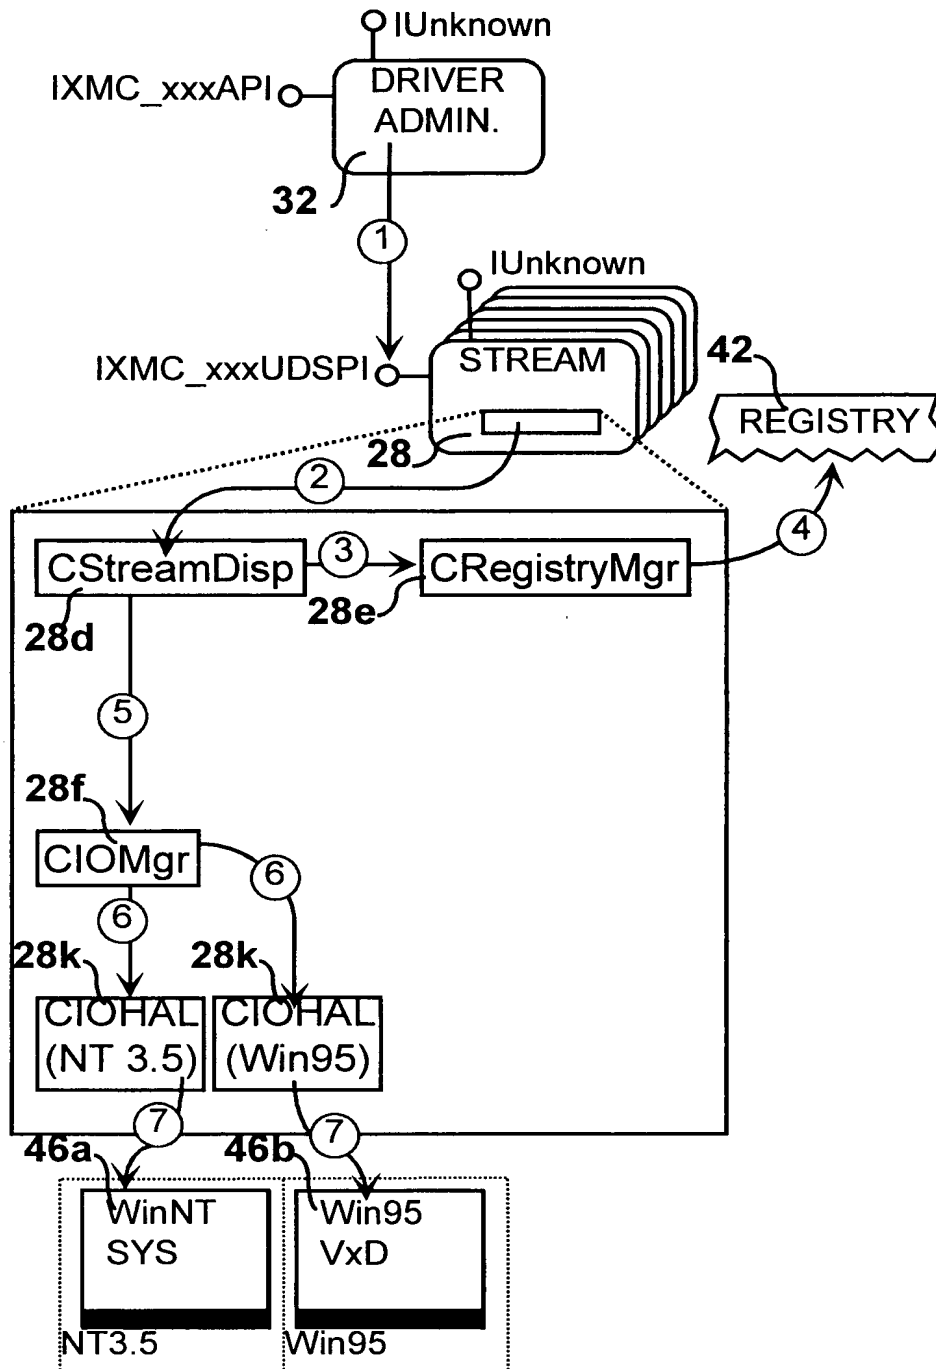 IUnknown
IXMC_xxxAPI
DRIVER
ADMIN.
32
1
IUnknown
IXMC_xxxUDSPI
STREAM
42
REGISTRY
28
2
CStreamDisp
3
CRegistryMgr
4
28d
28e
5
28f
CIOMgr
6
6
28k
28k
CIOHAL
(NT 3.5)
CIOHAL
(Win95)
7
7
46a
46b
WinNT
SYS
Win95
VxD
NT3.5
Win95